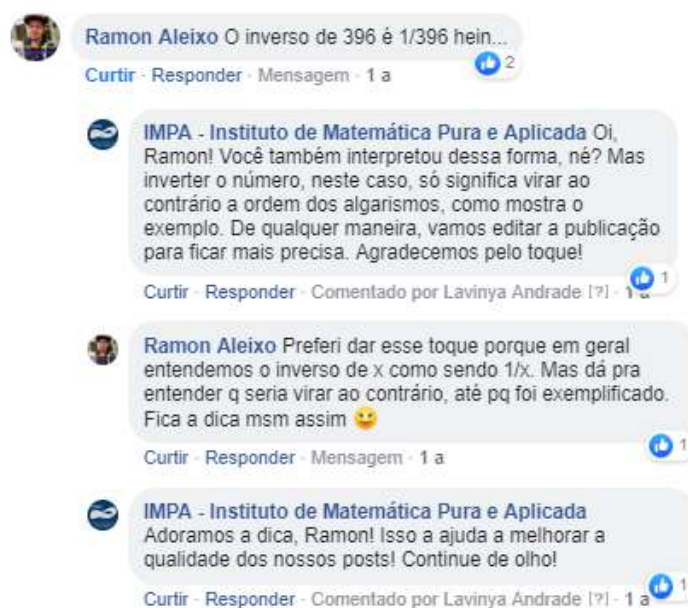 Ramon Aleixo O inverso de 396 é 1/396 hein...
2
Curtir · Responder · Mensagem · 1 a
IMPA - Instituto de Matemática Pura e Aplicada Oi,
Ramon! Você também interpretou dessa forma, né? Mas
inverter o número, neste caso, só significa virar ao
contrário a ordem dos algarismos, como mostra o
exemplo. De qualquer maneira, vamos editar a publicação
para ficar mais precisa. Agradecemos pelo toque!
1
Curtir · Responder · Comentado por Lavinya Andrade [?] · 1 a
Ramon Aleixo Preferi dar esse toque porque em geral
entendemos o inverso de x como sendo 1/x. Mas dá pra
entender q seria virar ao contrário, até pq foi exemplificado.
Fica a dica msm assim 😃
1
Curtir · Responder · Mensagem · 1 a
IMPA - Instituto de Matemática Pura e Aplicada
Adoramos a dica, Ramon! Isso a ajuda a melhorar a
qualidade dos nossos posts! Continue de olho!
1
Curtir · Responder · Comentado por Lavinya Andrade [?] · 1 a